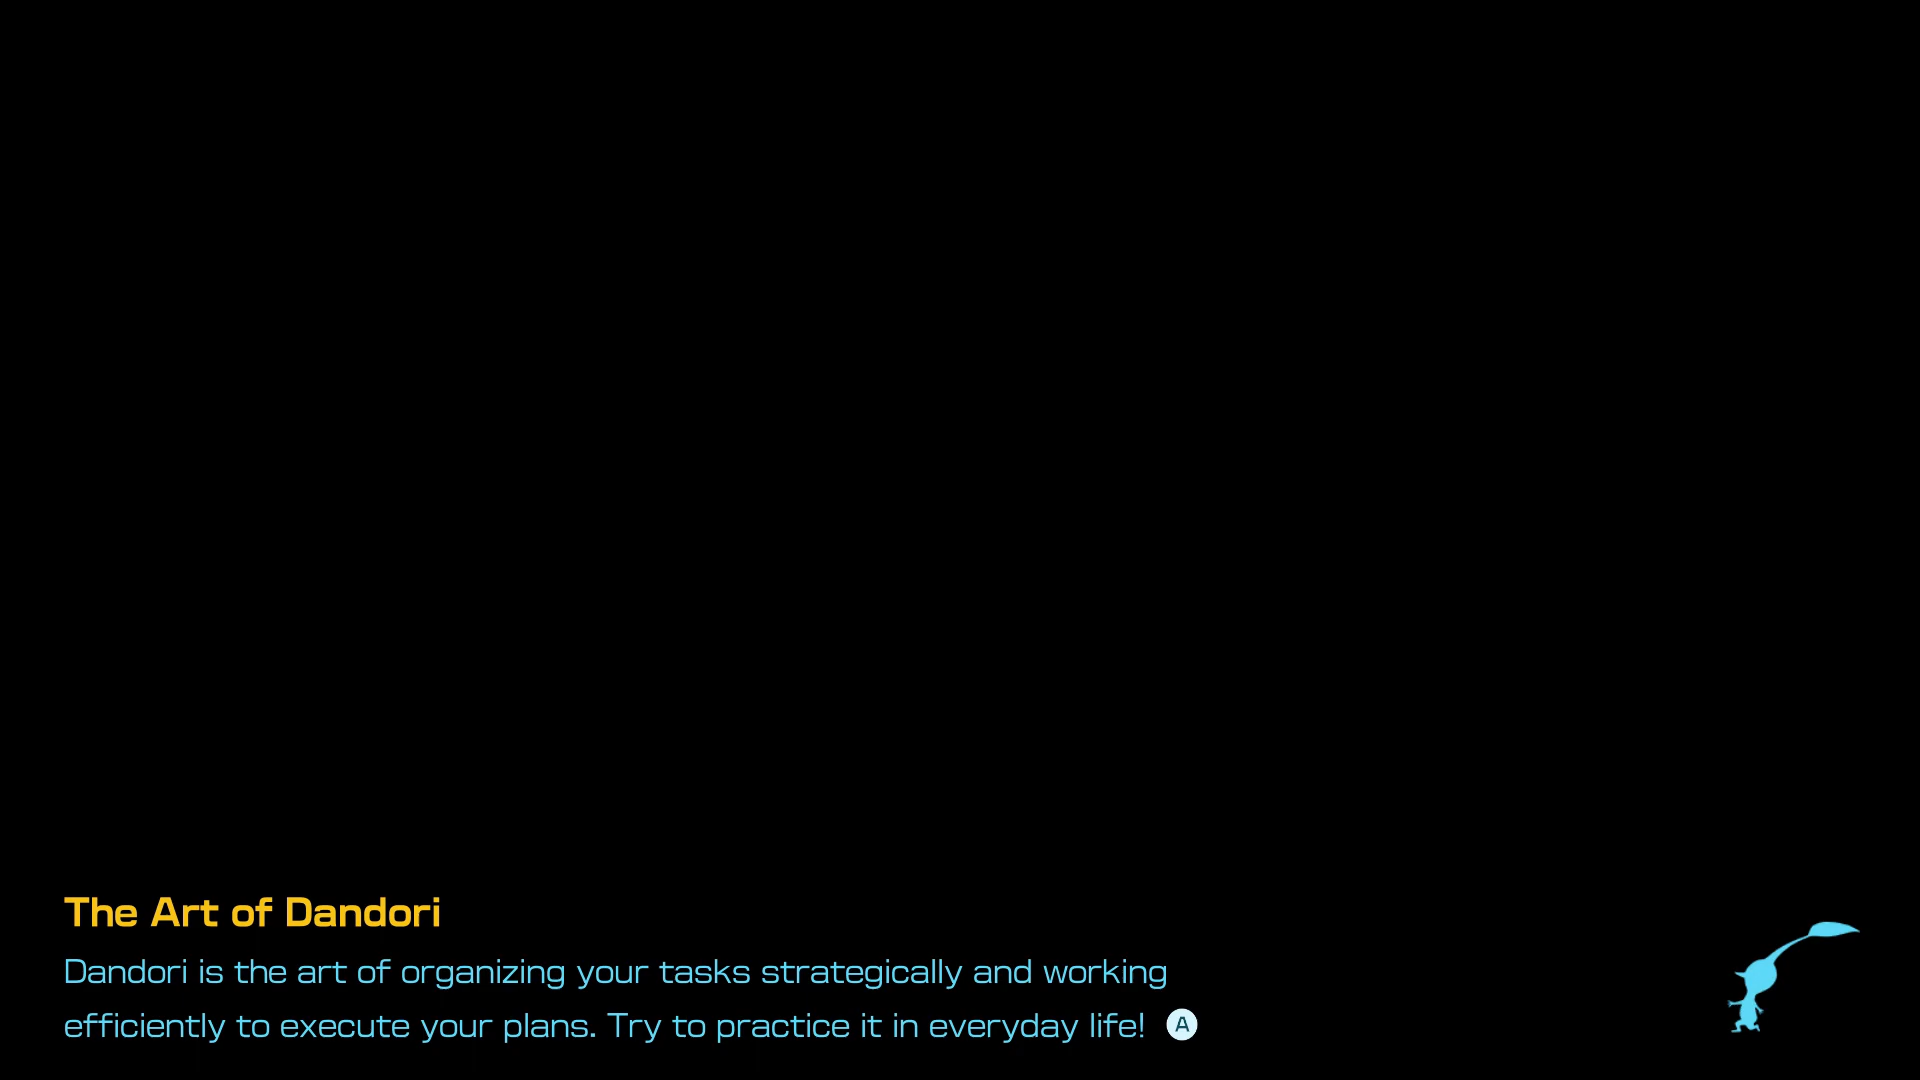 The Art of Dandori
Dandori is the art of organizing your tasks strategically and working
efficiently to execute your plans. Try to practice it in everyday life! A